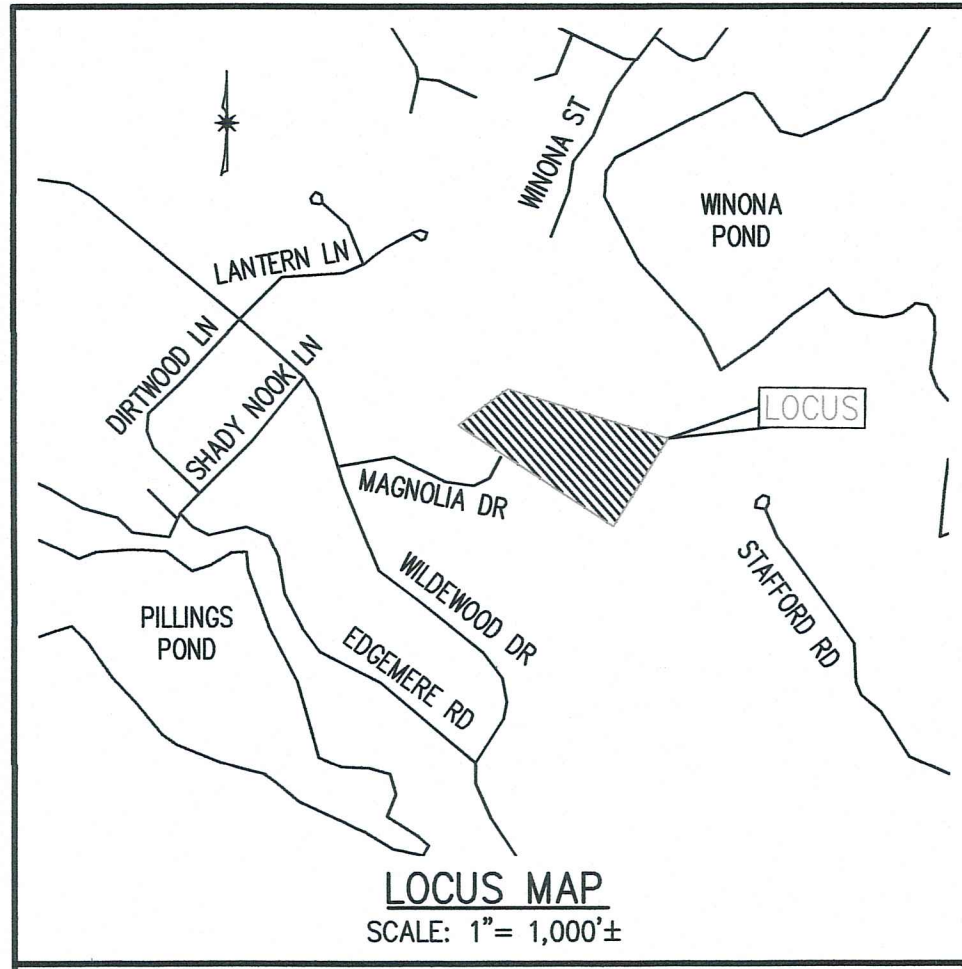 WINONA ST
WINONA
POND
LANTERN LN
DIRTWOOD LN
SHADY NOOK LN
LOCUS
MAGNOLIA DR
WILDEWOOD DR
STAFFORD RD
PILLINGS
POND
EDGEMERE RD
LOCUS MAP
SCALE: 1"= 1,000'±